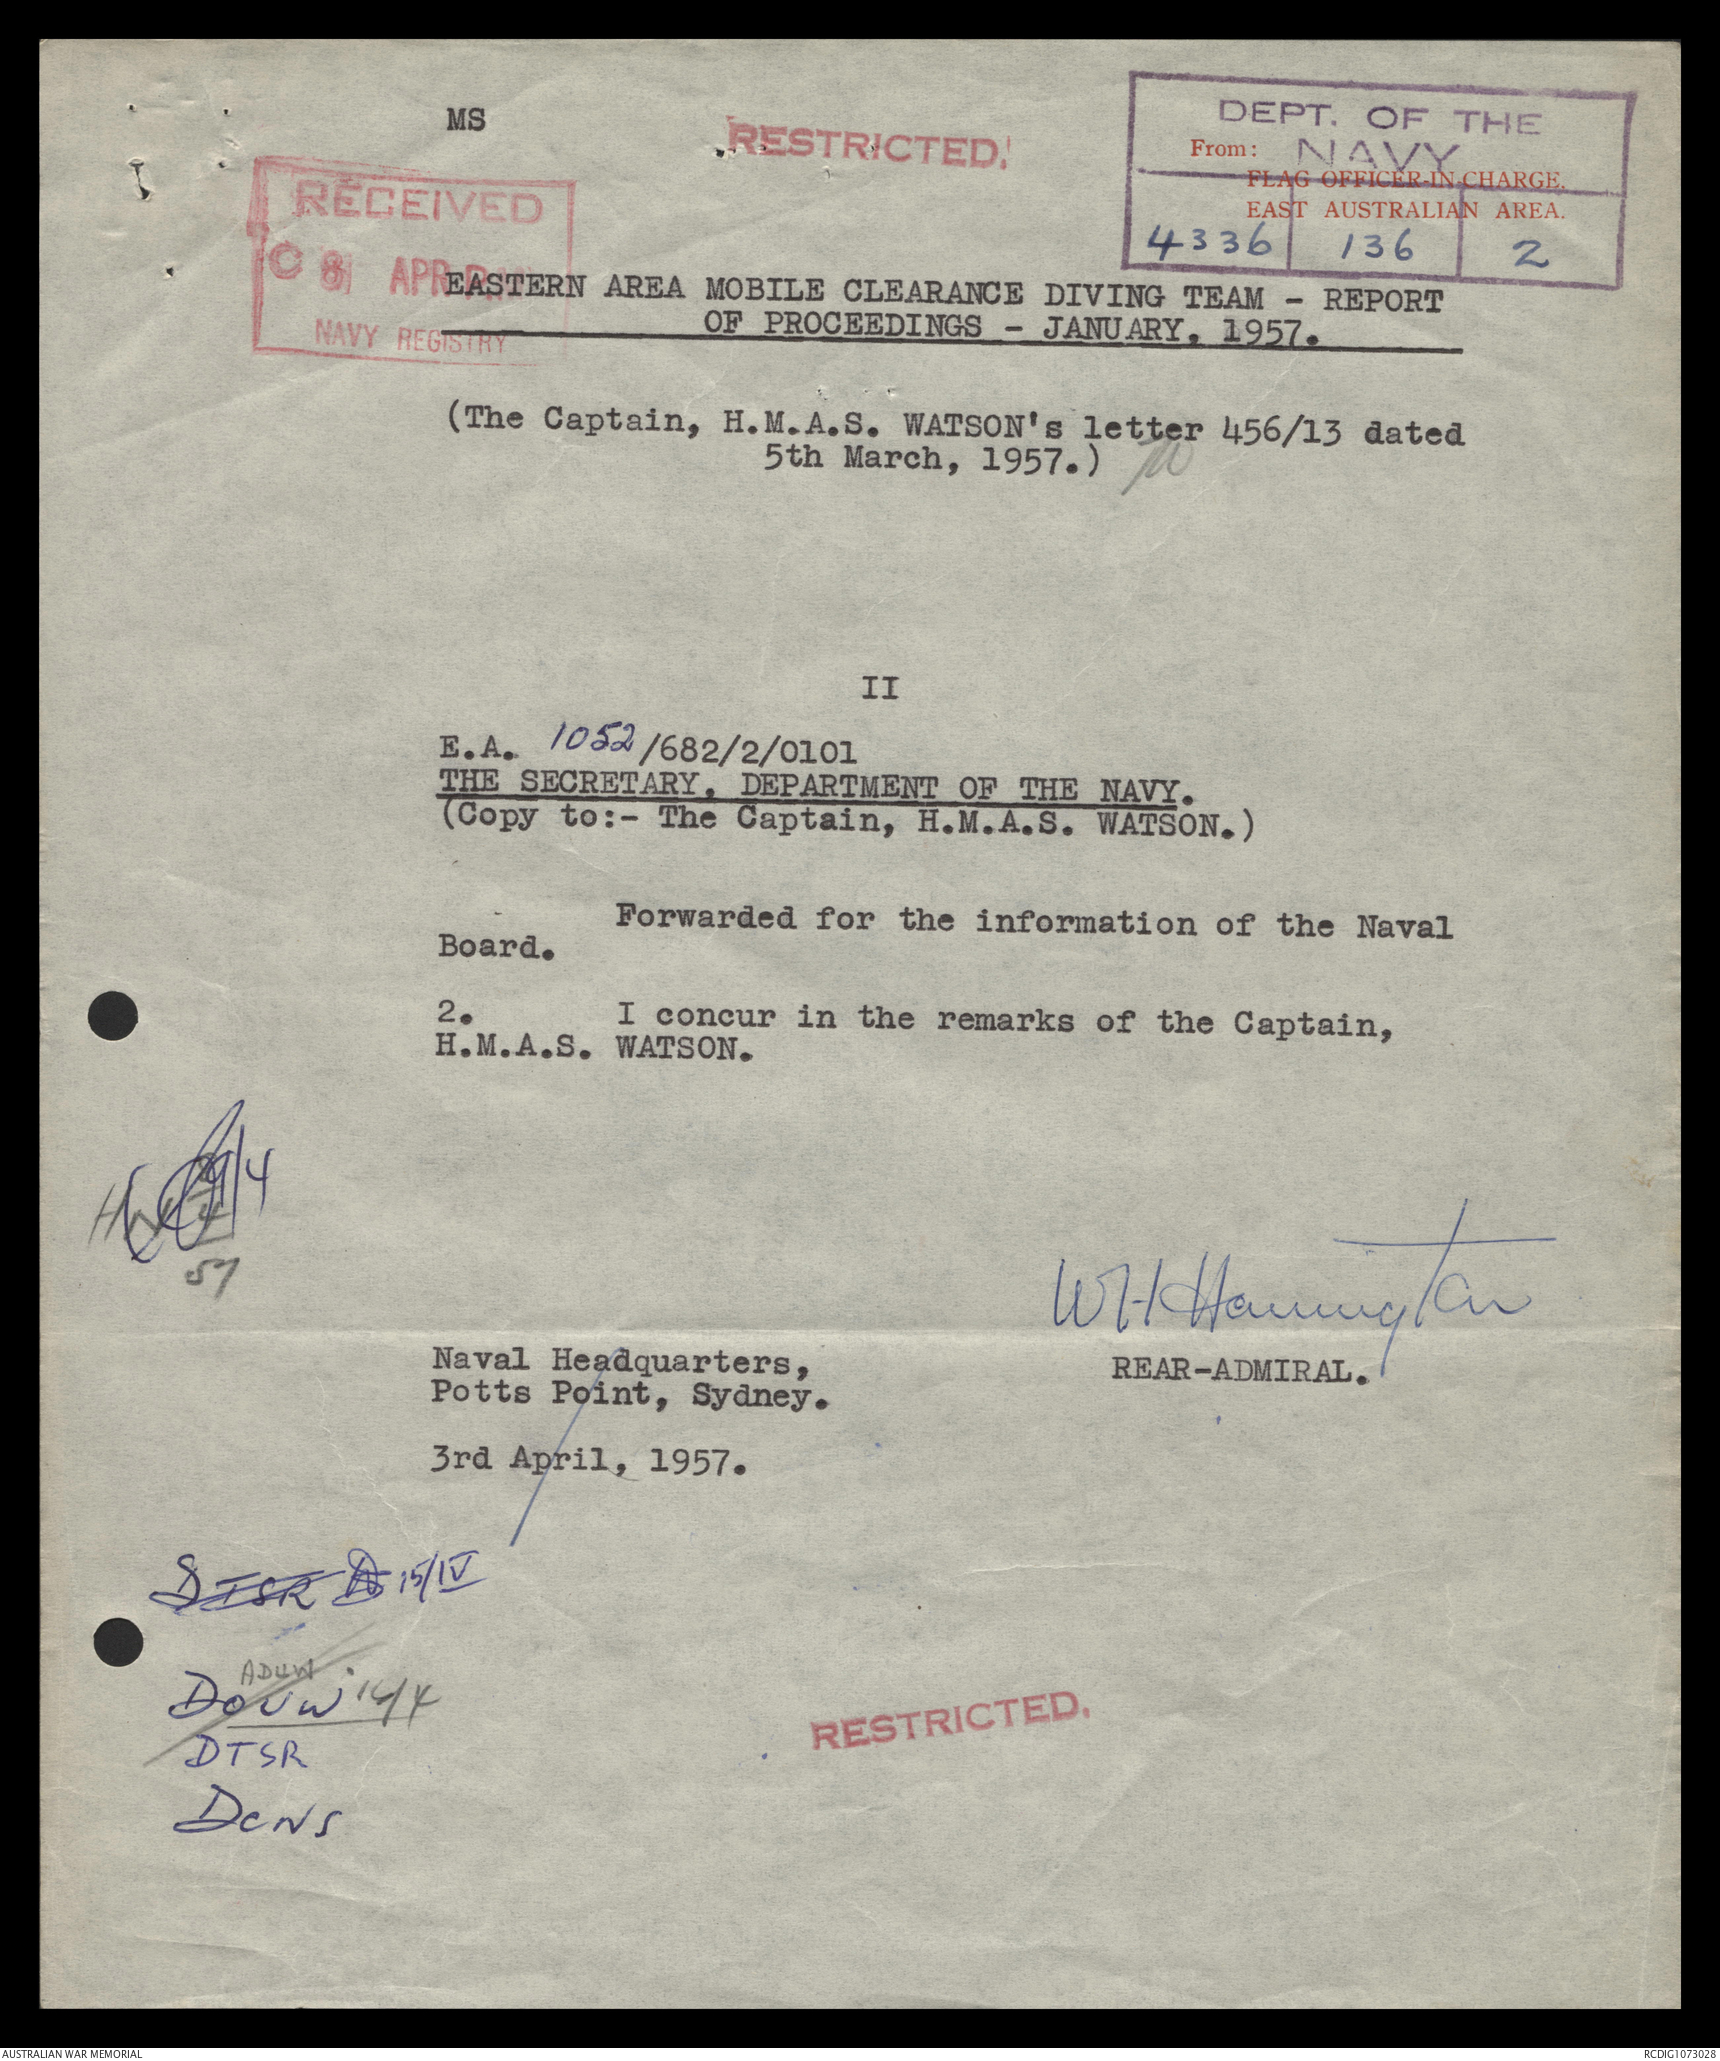 MS
RESTRICTED.
DEPT. OF THE
NAVY
From:
FLAG OFFICER-IN-CHARGE.
EAST AUSTRALIAN AREA.
4336 136 2
RECEIVED
8 APR
NAVY REGISTRY
EASTERN AREA MOBILE CLEARANCE DIVING TEAM - REPORT
OF PROCEEDINGS - JANUARY, 1957.
(The Captain, H.M.A.S. WATSON's letter 456/13 dated
5th March, 1957.)
II
E.A. 1052/682/2/0101
THE SECRETARY, DEPARTMENT OF THE NAVY.
(Copy to:- The Captain, H.M.A.S. WATSON.)
Forwarded for the information of the Naval
Board.
2. I concur in the remarks of the Captain,
H.M.A.S. WATSON.
57
WHHarrington
REAR-ADMIRAL.
Naval Headquarters,
Potts Point, Sydney.
3rd April, 1957.
DTSR 15/IV
ADUW
DOUW 16/4
DTSR
DCNS
RESTRICTED.
AUSTRALIAN WAR MEMORIAL
RCDIG1073028